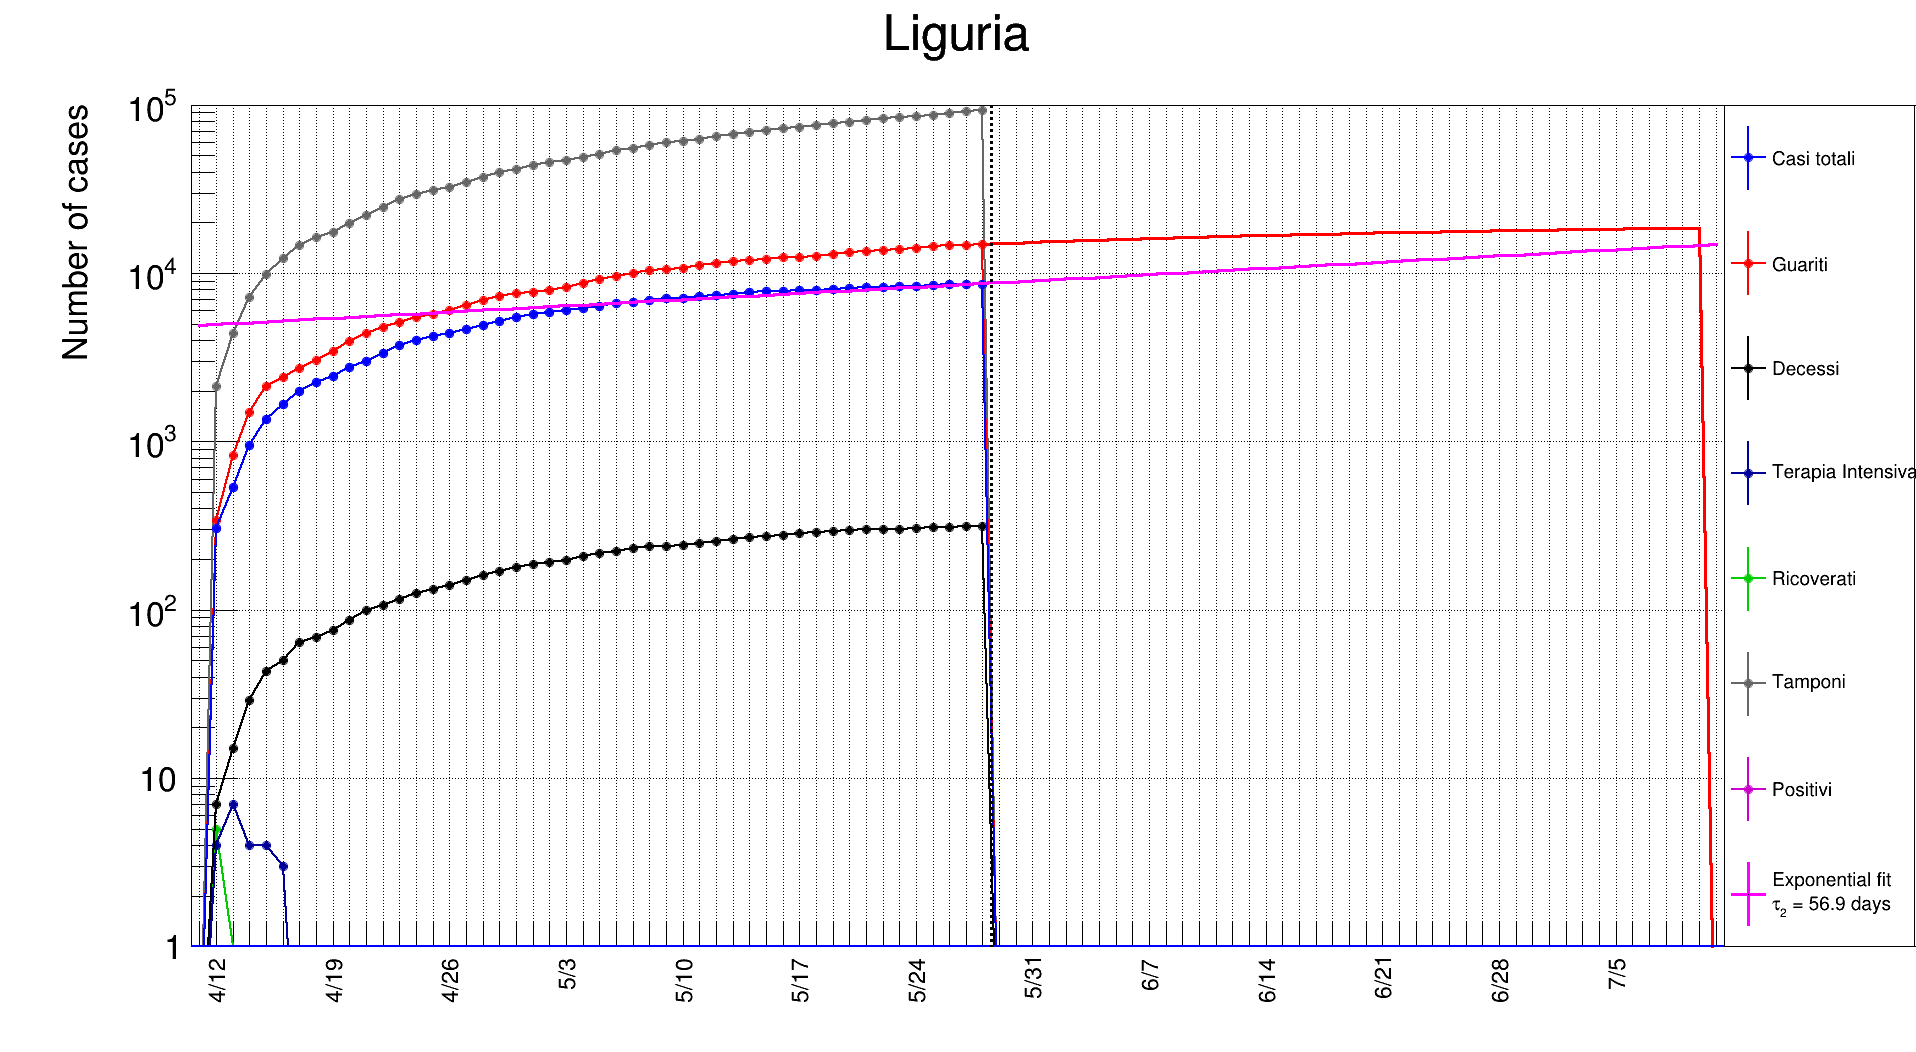 Liguria
Number of cases
10^5
10^4
10^3
10^2
10
1
4/12 4/19 4/26 5/3 5/10 5/17 5/24 5/31 6/7 6/14 6/21 6/28 7/5
Casi totali
Guariti
Decessi
Terapia Intensiva
Ricoverati
Tamponi
Positivi
Exponential fit
τ₂ = 56.9 days